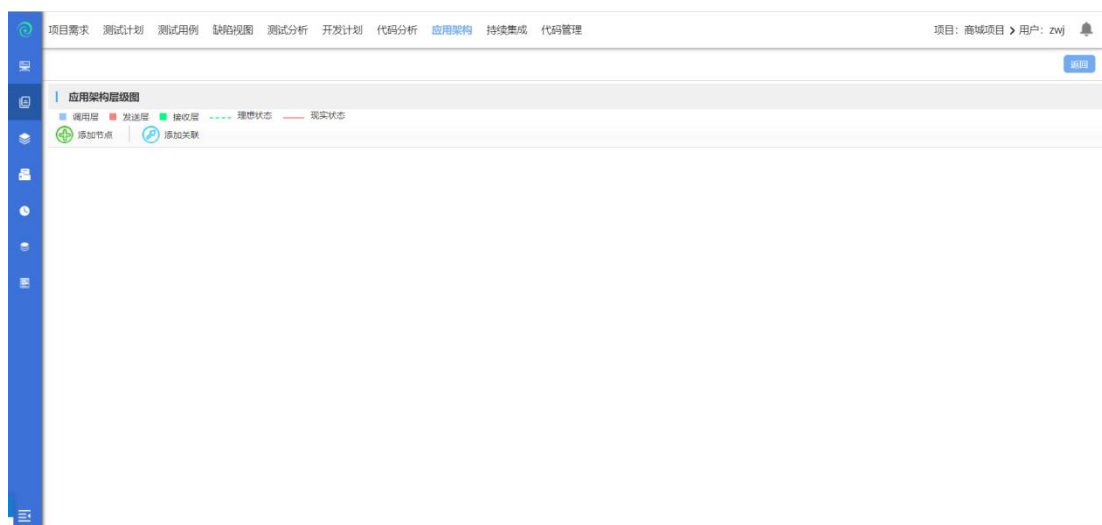 项目需求 测试计划 测试用例 缺陷视图 测试分析 开发计划 代码分析 应用架构 持续集成 代码管理 项目：商城项目 > 用户：zwj
返回
应用架构层级图
调用层 发送层 接收层 ---- 理想状态 —— 现实状态
添加节点 添加关联